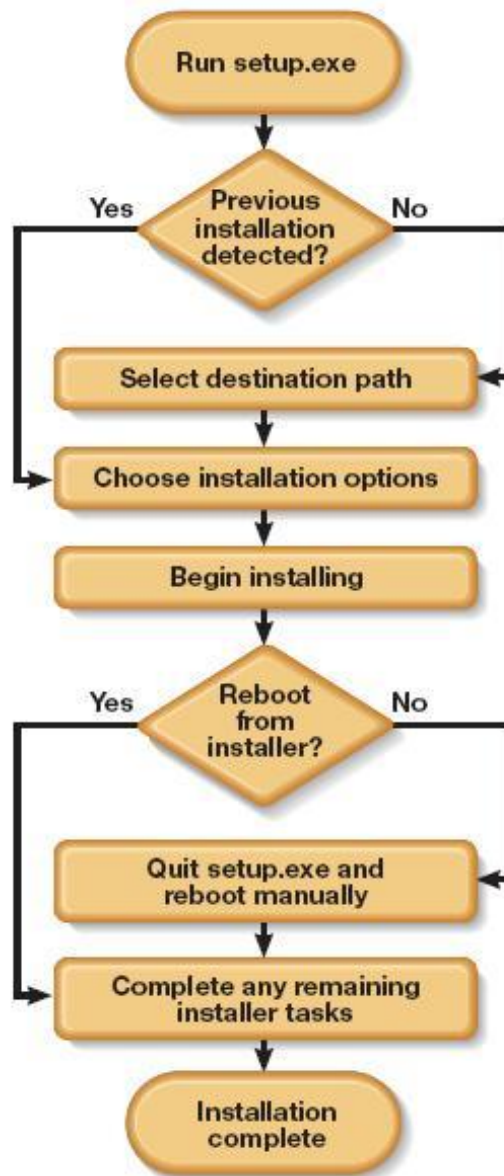 Run setup.exe
Previous
installation
detected?
Yes
No
Select destination path
Choose installation options
Begin installing
Reboot
from
installer?
Yes
No
Quit setup.exe and
reboot manually
Complete any remaining
installer tasks
Installation
complete